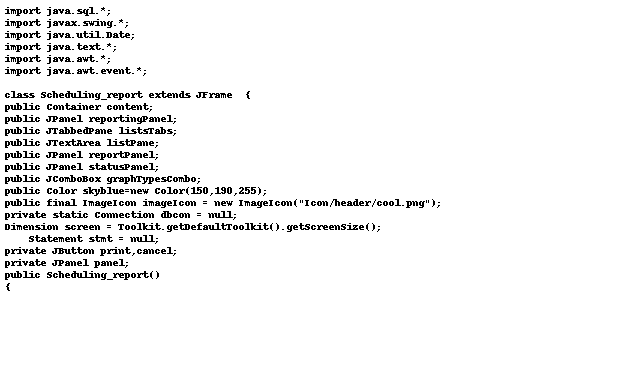 import java.sql.*;
import javax.swing.*;
import java.util.Date;
import java.text.*;
import java.awt.*;
import java.awt.event.*;

class Scheduling_report extends JFrame  {
public Container content;
public JPanel reportingPanel;
public JTabbedPane listsTabs;
public JTextArea listPane;
public JPanel reportPanel;
public JPanel statusPanel;
public JComboBox graphTypesCombo;
public Color skyblue=new Color(150,190,255);
public final ImageIcon imageIcon = new ImageIcon("Icon/header/cool.png");
private static Connection dbcon = null;
Dimension screen = Toolkit.getDefaultToolkit().getScreenSize();
    Statement stmt = null;
private JButton print,cancel;
private JPanel panel;
public Scheduling_report()
{